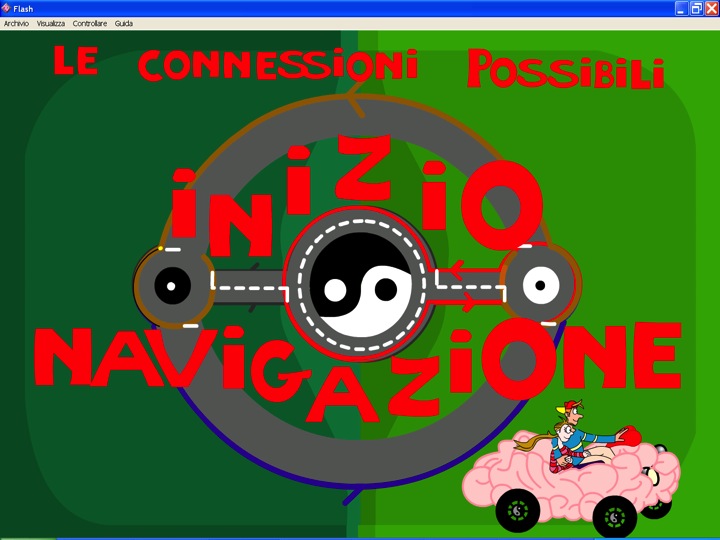 Flash
Archivio Visualizza Controllare Guida
LE CONNESSIONI POSSIBILI
iNiZiO
NAViGAZiONE